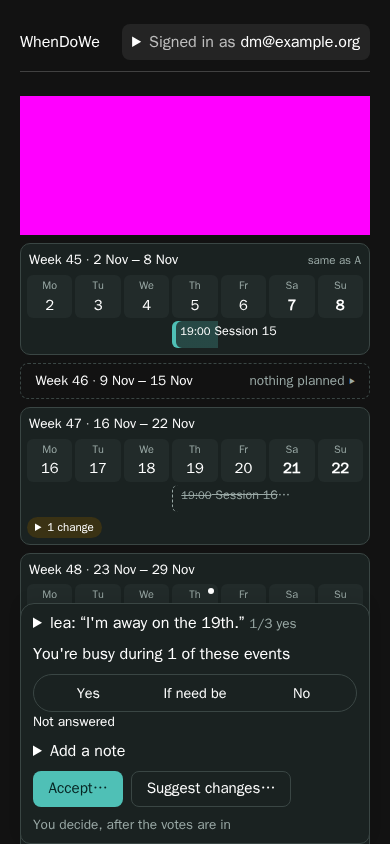 WhenDoWe
▶ Signed in as dm@example.org
Week 45 · 2 Nov – 8 Nov same as A
Mo Tu We Th Fr Sa Su
2 3 4 5 6 7 8
19:00 Session 15
Week 46 · 9 Nov – 15 Nov nothing planned ▸
Week 47 · 16 Nov – 22 Nov
Mo Tu We Th Fr Sa Su
16 17 18 19 20 21 22
19:00 Session 16···
▶ 1 change
Week 48 · 23 Nov – 29 Nov
Mo Tu We Th Fr Sa Su
▶ lea: “I'm away on the 19th.” 1/3 yes
You're busy during 1 of these events
Yes If need be No
Not answered
▶ Add a note
Accept··· Suggest changes···
You decide, after the votes are in